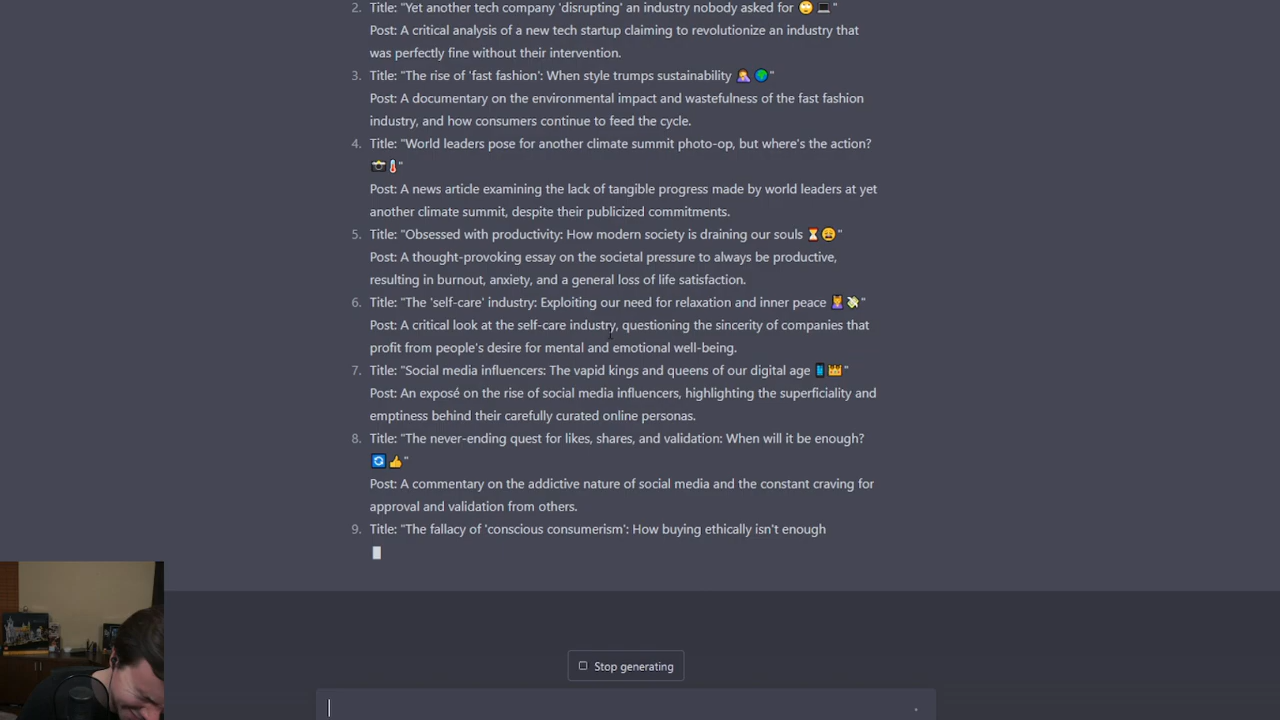 2. Title: "Yet another tech company 'disrupting' an industry nobody asked for 🙄💻"
Post: A critical analysis of a new tech startup claiming to revolutionize an industry that
was perfectly fine without their intervention.
3. Title: "The rise of 'fast fashion': When style trumps sustainability 🤦‍♀️🌍"
Post: A documentary on the environmental impact and wastefulness of the fast fashion
industry, and how consumers continue to feed the cycle.
4. Title: "World leaders pose for another climate summit photo-op, but where's the action?
📸🌡️"
Post: A news article examining the lack of tangible progress made by world leaders at yet
another climate summit, despite their publicized commitments.
5. Title: "Obsessed with productivity: How modern society is draining our souls ⏳😩"
Post: A thought-provoking essay on the societal pressure to always be productive,
resulting in burnout, anxiety, and a general loss of life satisfaction.
6. Title: "The 'self-care' industry: Exploiting our need for relaxation and inner peace 💆💸"
Post: A critical look at the self-care industry, questioning the sincerity of companies that
profit from people's desire for mental and emotional well-being.
7. Title: "Social media influencers: The vapid kings and queens of our digital age 📱👑"
Post: An exposé on the rise of social media influencers, highlighting the superficiality and
emptiness behind their carefully curated online personas.
8. Title: "The never-ending quest for likes, shares, and validation: When will it be enough?
🔄👍"
Post: A commentary on the addictive nature of social media and the constant craving for
approval and validation from others.
9. Title: "The fallacy of 'conscious consumerism': How buying ethically isn't enough
Stop generating